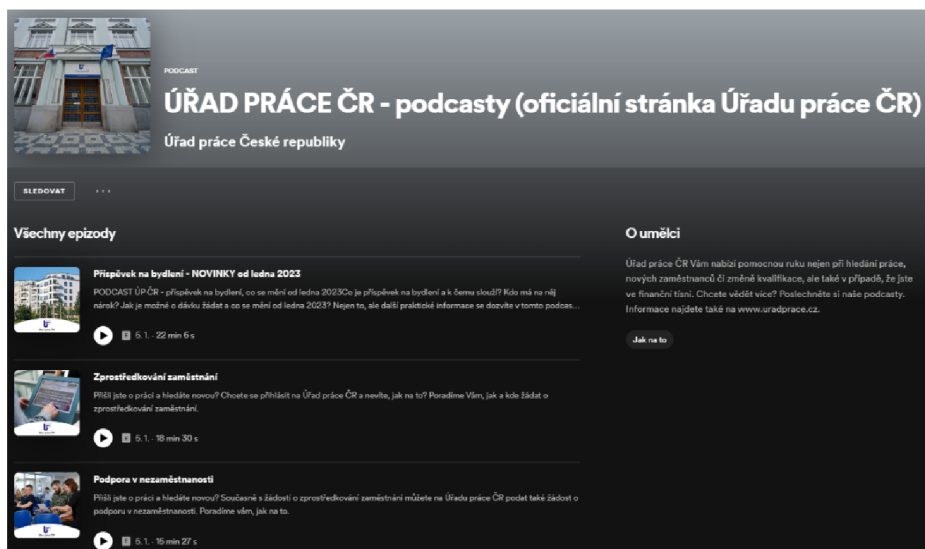 PODCAST
ÚŘAD PRÁCE ČR - podcasty (oficiální stránka Úřadu práce ČR)
Úřad práce České republiky
SLEDOVAT
Všechny epizody
Příspěvek na bydlení - NOVINKY od ledna 2023
PODCAST ÚP ČR - příspěvek na bydlení, co se mění od ledna 2023Co je příspěvek na bydlení a k čemu slouží? Kdo má na něj
nárok? Jak je možné o dávku žádat a co se mění od ledna 2023? Nejen to, ale další praktické informace se dozvíte v tomto podcas...
E 5. 1. · 22 min 6 s
Zprostředkování zaměstnání
Přišli jste o práci a hledáte novou? Chcete se přihlásit na Úřad práce ČR a nevíte, jak na to? Poradíme Vám, jak a kde žádat o
zprostředkování zaměstnání.
E 5. 1. · 18 min 30 s
Podpora v nezaměstnanosti
Přišli jste o práci a hledáte novou? Současně s žádostí o zprostředkování zaměstnání můžete na Úřadu práce ČR podat také žádost o
podporu v nezaměstnanosti. Poradíme vám, jak na to.
E 5. 1. · 15 min 27 s
O umělci
Úřad práce ČR Vám nabízí pomocnou ruku nejen při hledání práce,
nových zaměstnanců či změně kvalifikace, ale také v případě, že jste
ve finanční tísni. Chcete vědět více? Poslechněte si naše podcasty.
Informace najdete také na www.uradprace.cz.
Jak na to